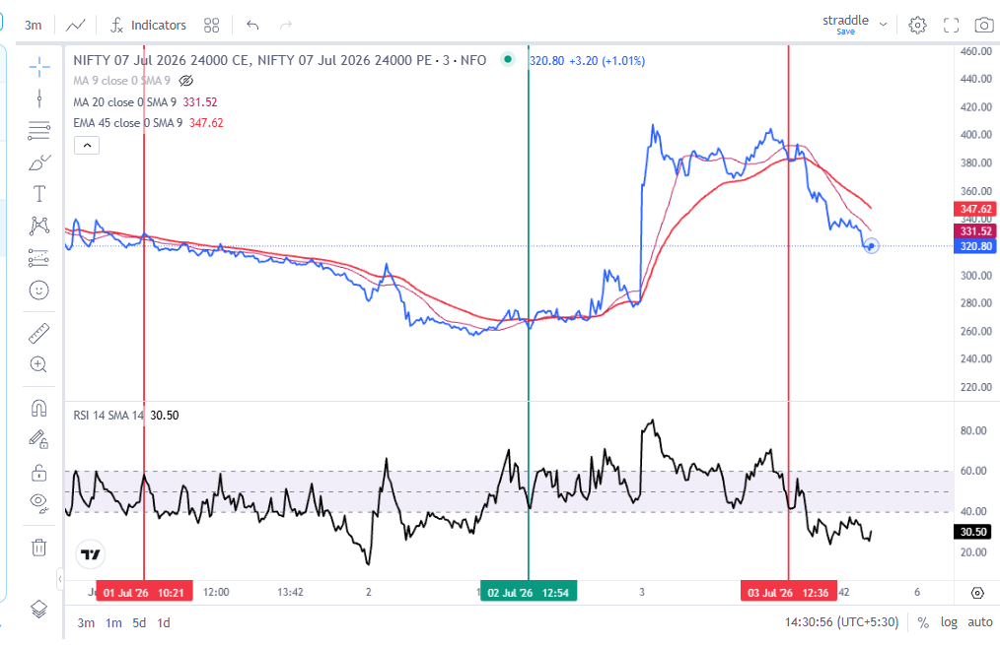 3m Indicators straddle Save
NIFTY 07 Jul 2026 24000 CE, NIFTY 07 Jul 2026 24000 PE · 3 · NFO 320.80 +3.20 (+1.01%)
MA 9 close 0 SMA 9
MA 20 close 0 SMA 9 331.52
EMA 45 close 0 SMA 9 347.62
460.00
440.00
420.00
400.00
380.00
360.00
347.62
340.00
331.52
320.80
300.00
280.00
260.00
240.00
220.00
RSI 14 SMA 14 30.50
80.00
60.00
40.00
30.50
20.00
01 Jul '26 10:21 12:00 13:42 2 02 Jul '26 12:54 3 03 Jul '26 12:36 42 6
3m 1m 5d 1d 14:30:56 (UTC+5:30) % log auto